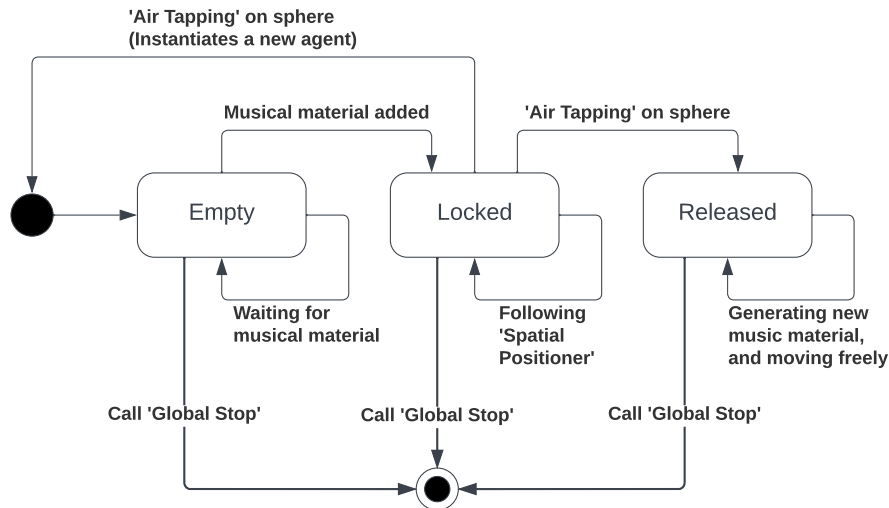 'Air Tapping' on sphere
(Instantiates a new agent)
Musical material added
'Air Tapping' on sphere
Empty
Locked
Released
Waiting for
musical material
Following
'Spatial
Positioner'
Generating new
music material,
and moving freely
Call 'Global Stop'
Call 'Global Stop'
Call 'Global Stop'